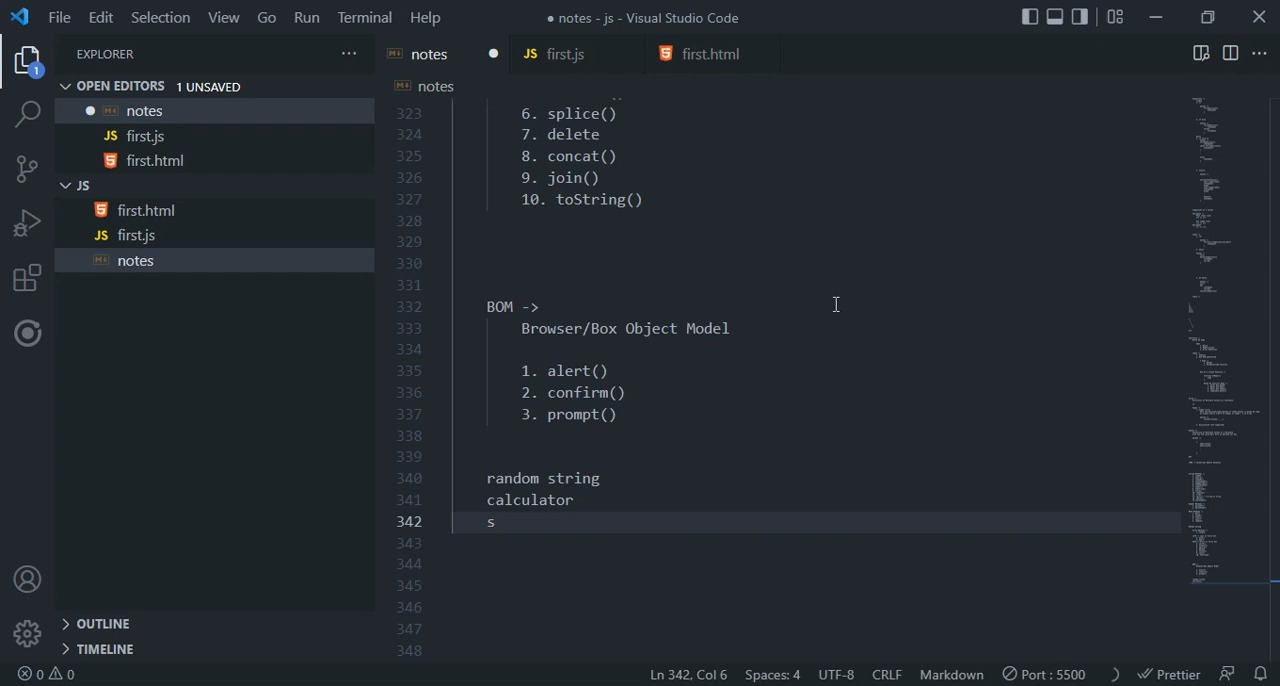 File Edit Selection View Go Run Terminal Help
● notes - js - Visual Studio Code
EXPLORER
OPEN EDITORS 1 UNSAVED
notes
JS first.js
first.html
JS
first.html
JS first.js
notes
OUTLINE
TIMELINE
1
notes
JS first.js
first.html
notes
323 6. splice()
324 7. delete
325 8. concat()
326 9. join()
327 10. toString()
328
329
330
331
332 BOM ->
333 Browser/Box Object Model
334
335 1. alert()
336 2. confirm()
337 3. prompt()
338
339
340 random string
341 calculator
342 s
343
344
345
346
347
348
0 0
Ln 342, Col 6 Spaces: 4 UTF-8 CRLF Markdown Port : 5500 Prettier